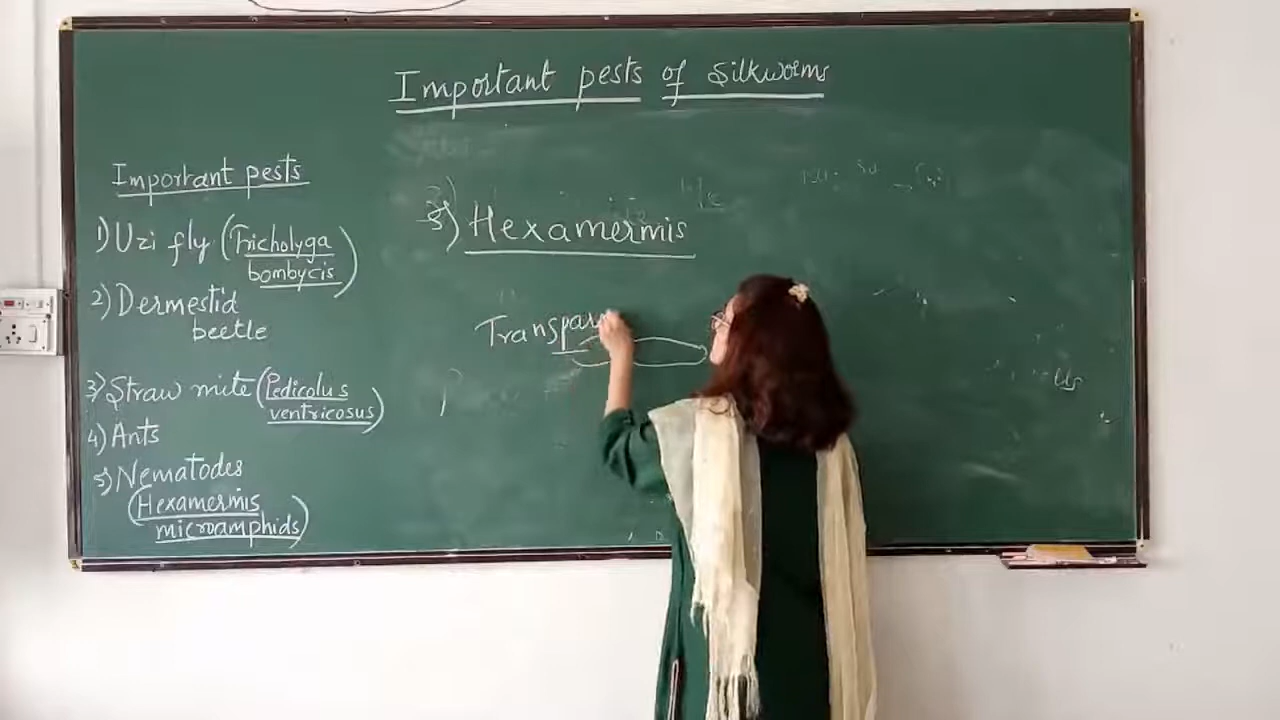 Important pests of Silkworms
Important pests
1) Uzi fly (Tricholyga
bombycis)
2) Dermestid
beetle
3) Straw mite (Pedicolus
ventricosus)
4) Ants
5) Nematodes
(Hexamermis
microamphids)
5) Hexamermis
Transpar